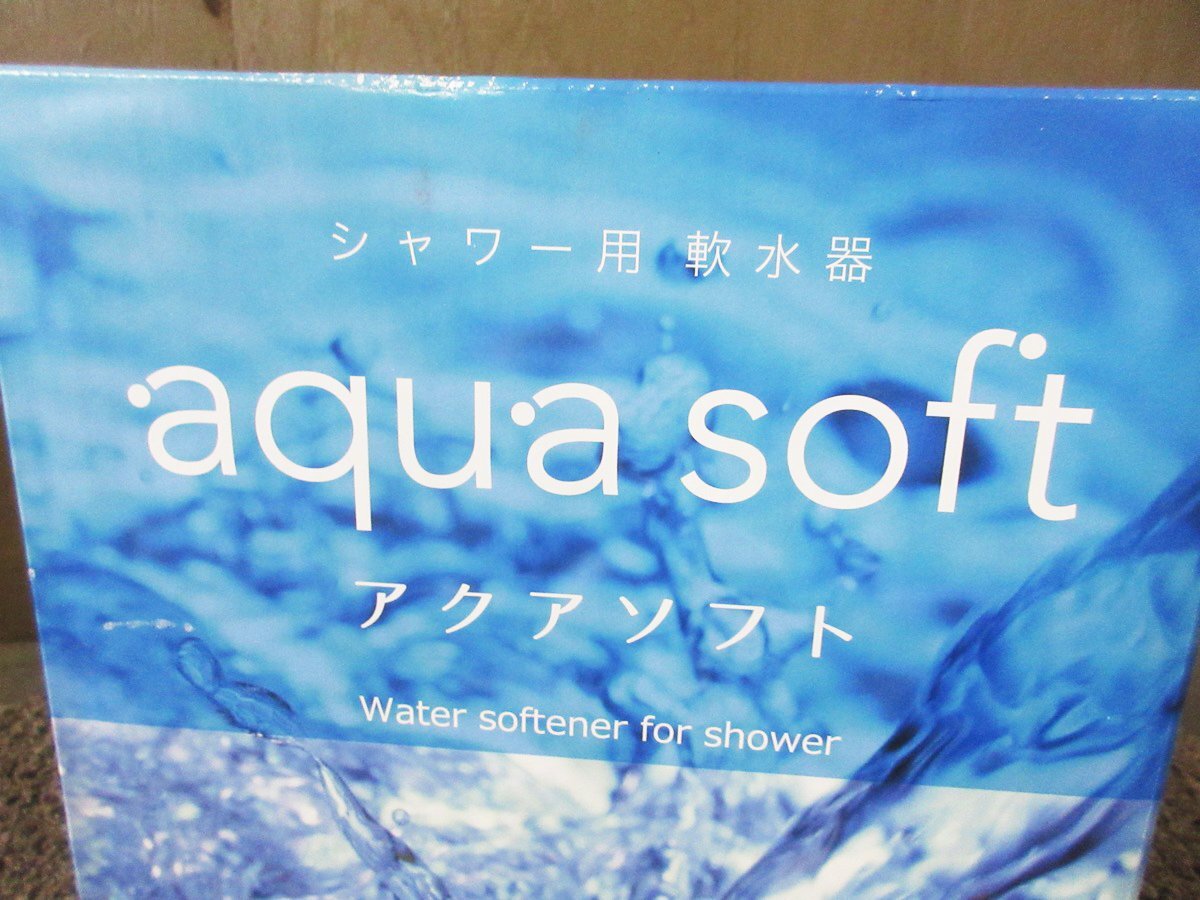 シャワー用 軟水器
aqua soft
アクアソフト
Water softener for shower